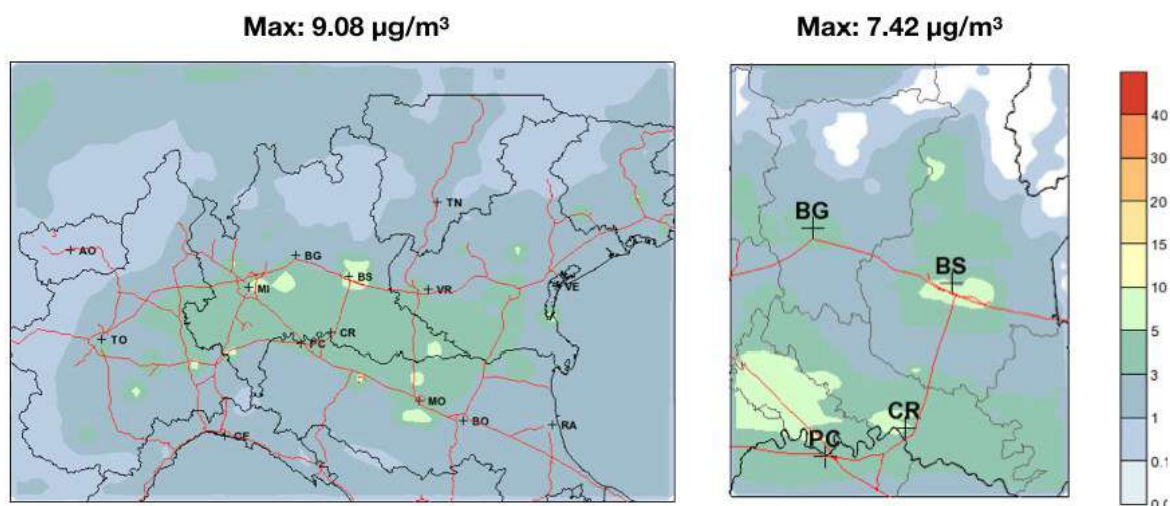 Max: 9.08 µg/m³
Max: 7.42 µg/m³
TN
AO
BG
BS
MI
VR
VE
TO
CR
PC
MO
BO
RA
GE
BG
BS
CR
PC
40
30
20
15
10
5
3
1
0.1
0.0